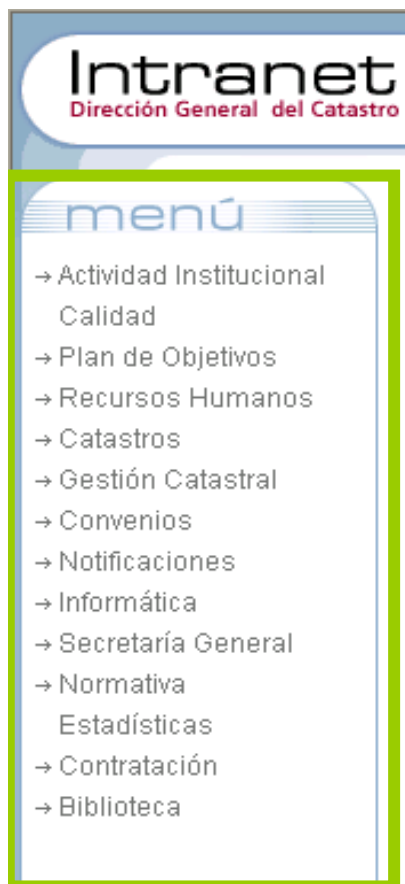 Intranet
Dirección General del Catastro
menú
→ Actividad Institucional
Calidad
→ Plan de Objetivos
→ Recursos Humanos
→ Catastros
→ Gestión Catastral
→ Convenios
→ Notificaciones
→ Informática
→ Secretaría General
→ Normativa
Estadísticas
→ Contratación
→ Biblioteca